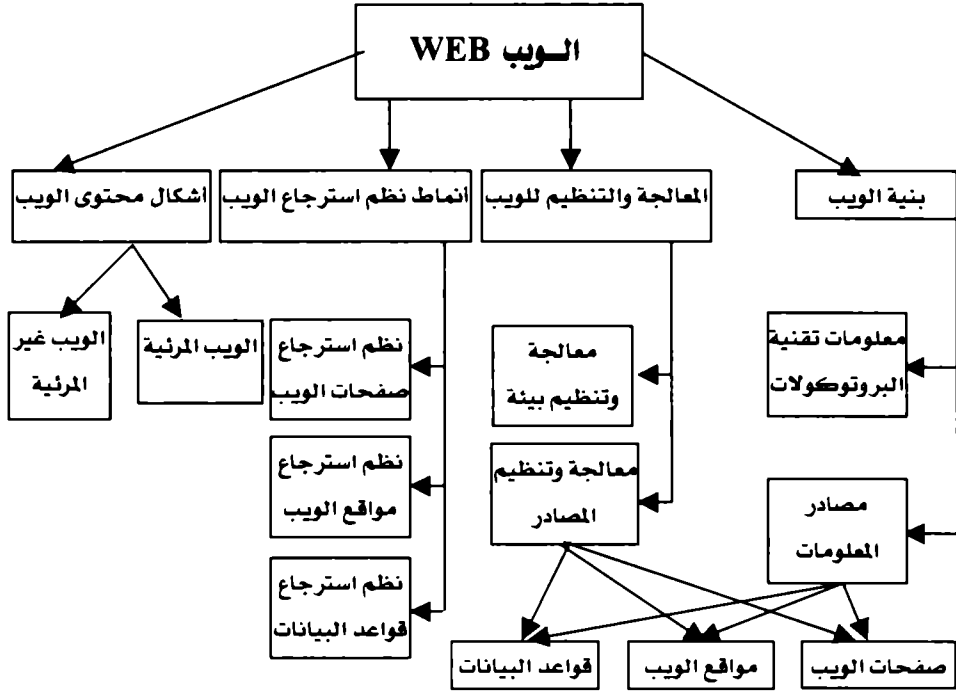 الـويب WEB
بنية الويب
المعالجة والتنظيم للويب
أنماط نظم استرجاع الويب
أشكال محتوى الويب
معلومات تقنية
البروتوكولات
مصادر
المعلومات
معالجة
وتنظيم بيئة
معالجة وتنظيم
المصادر
نظم استرجاع
صفحات الويب
نظم استرجاع
مواقع الويب
نظم استرجاع
قواعد البيانات
الويب المرئية
الويب غير
المرئية
صفحات الويب
مواقع الويب
قواعد البيانات